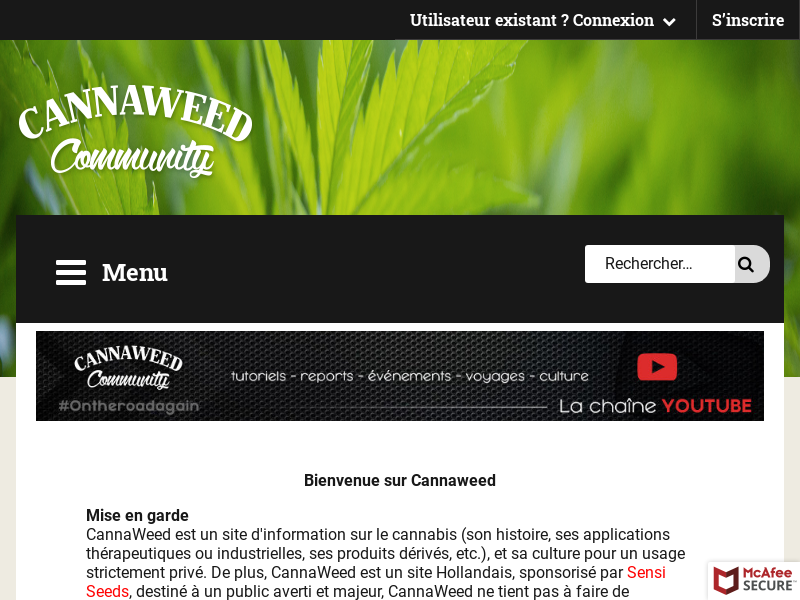 Utilisateur existant ? Connexion
S'inscrire
CANNAWEED
Community
Menu
Rechercher...
CANNAWEED
Community
#Ontheroadagain
tutoriels - reports - événements - voyages - culture
La chaîne YOUTUBE
Bienvenue sur Cannaweed
Mise en garde
CannaWeed est un site d'information sur le cannabis (son histoire, ses applications
thérapeutiques ou industrielles, ses produits dérivés, etc.), et sa culture pour un usage
strictement privé. De plus, CannaWeed est un site Hollandais, sponsorisé par Sensi
Seeds, destiné à un public averti et majeur, CannaWeed ne tient pas à faire de
McAfee
SECURE™